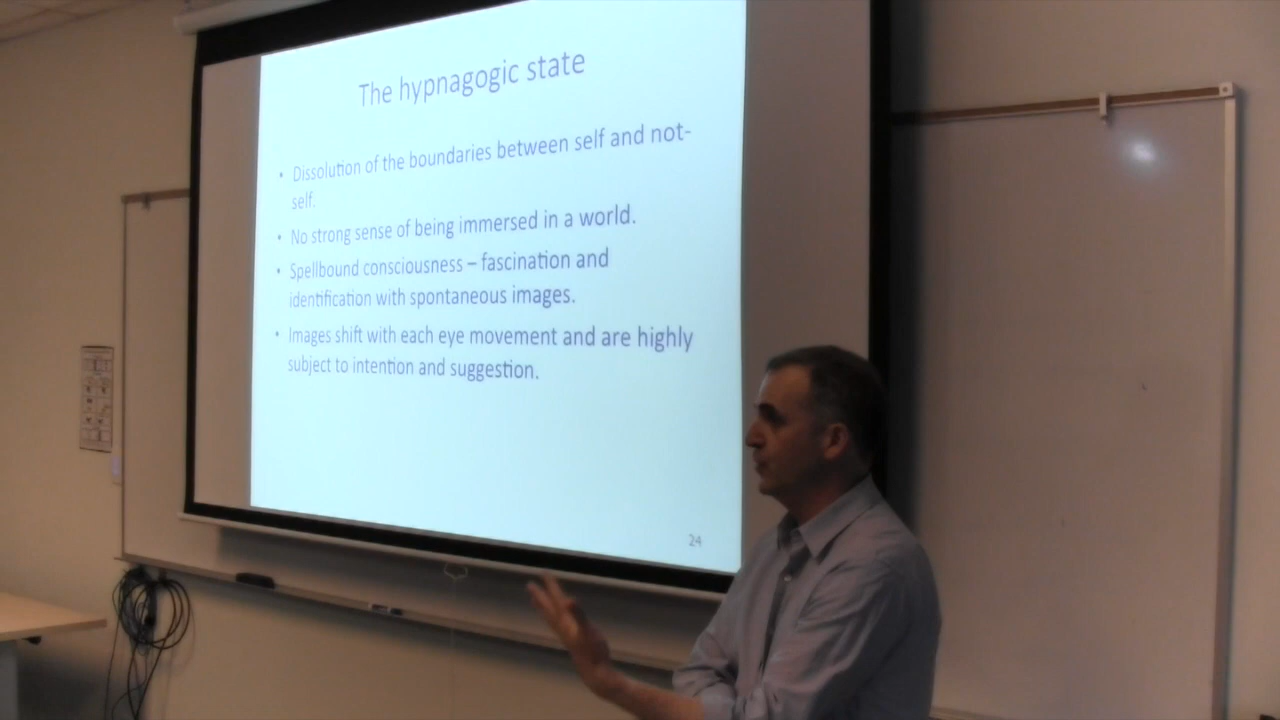 The hypnagogic state
• Dissolution of the boundaries between self and not-
self.
• No strong sense of being immersed in a world.
• Spellbound consciousness – fascination and
identification with spontaneous images.
• Images shift with each eye movement and are highly
subject to intention and suggestion.
24